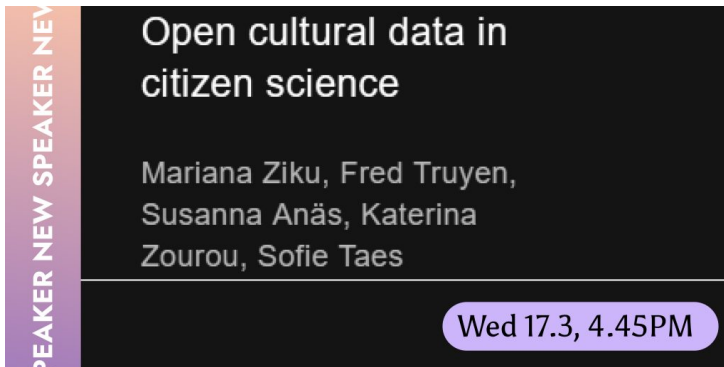 PEAKER NEW SPEAKER NEW
Open cultural data in
citizen science
Mariana Ziku, Fred Truyen,
Susanna Anäs, Katerina
Zourou, Sofie Taes
Wed 17.3, 4.45PM